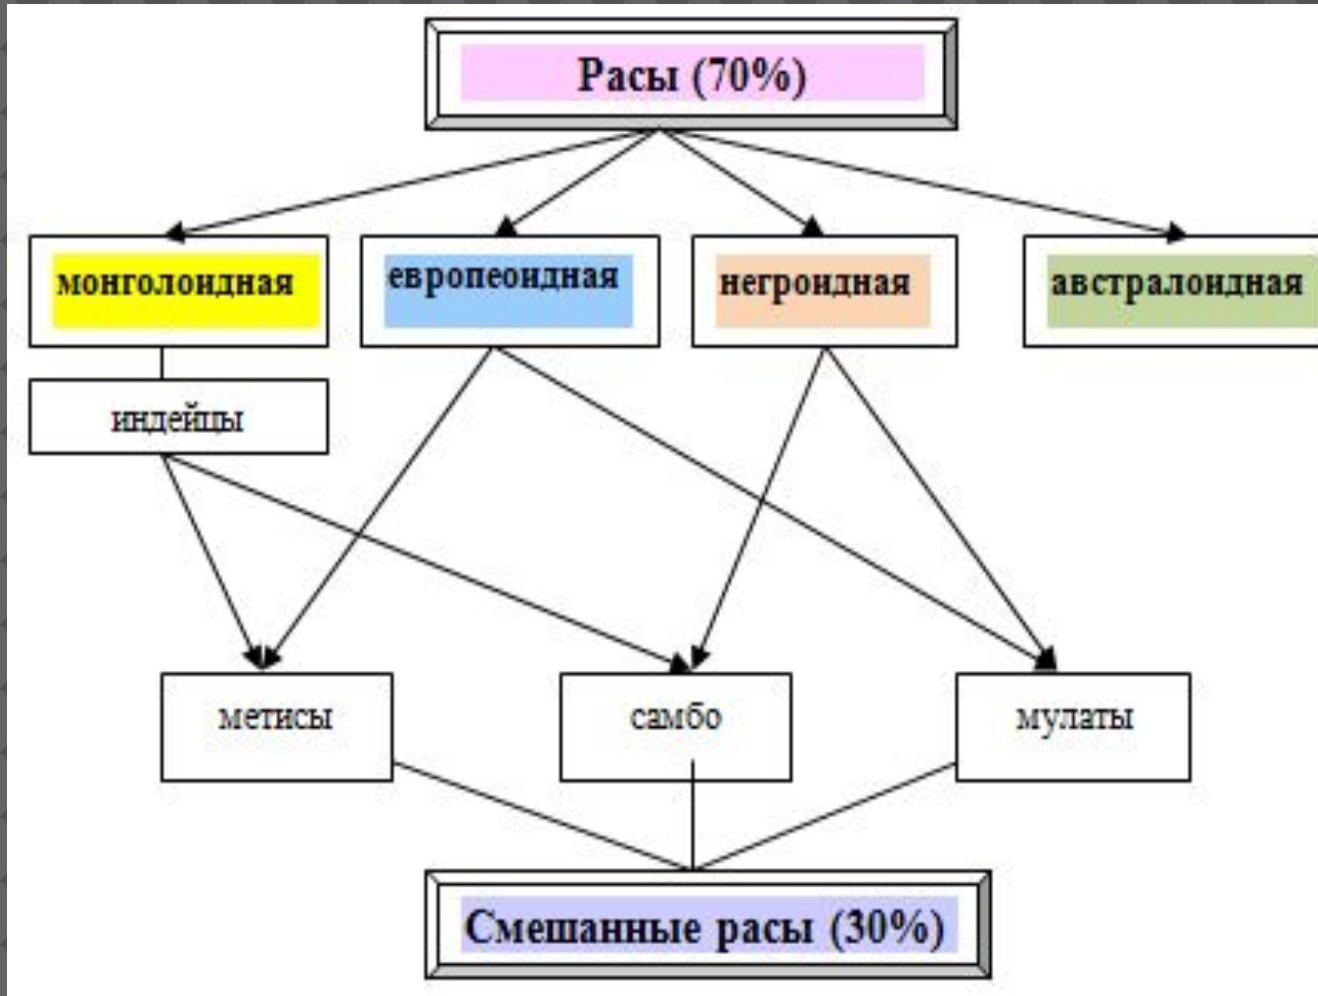 Расы (70%)
монголоидная
европеоидная
негроидная
австралоидная
индейцы
метисы
самбо
мулаты
Смешанные расы (30%)